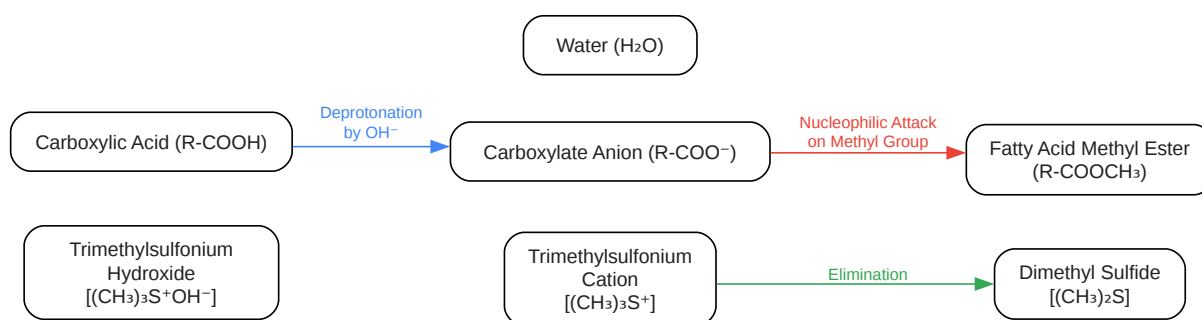 Water (H₂O)
Carboxylic Acid (R-COOH)
Deprotonation
by OH⁻
Carboxylate Anion (R-COO⁻)
Nucleophilic Attack
on Methyl Group
Fatty Acid Methyl Ester
(R-COOCH₃)
Trimethylsulfonium
Hydroxide
[(CH₃)₃S⁺OH⁻]
Trimethylsulfonium
Cation
[(CH₃)₃S⁺]
Elimination
Dimethyl Sulfide
[(CH₃)₂S]